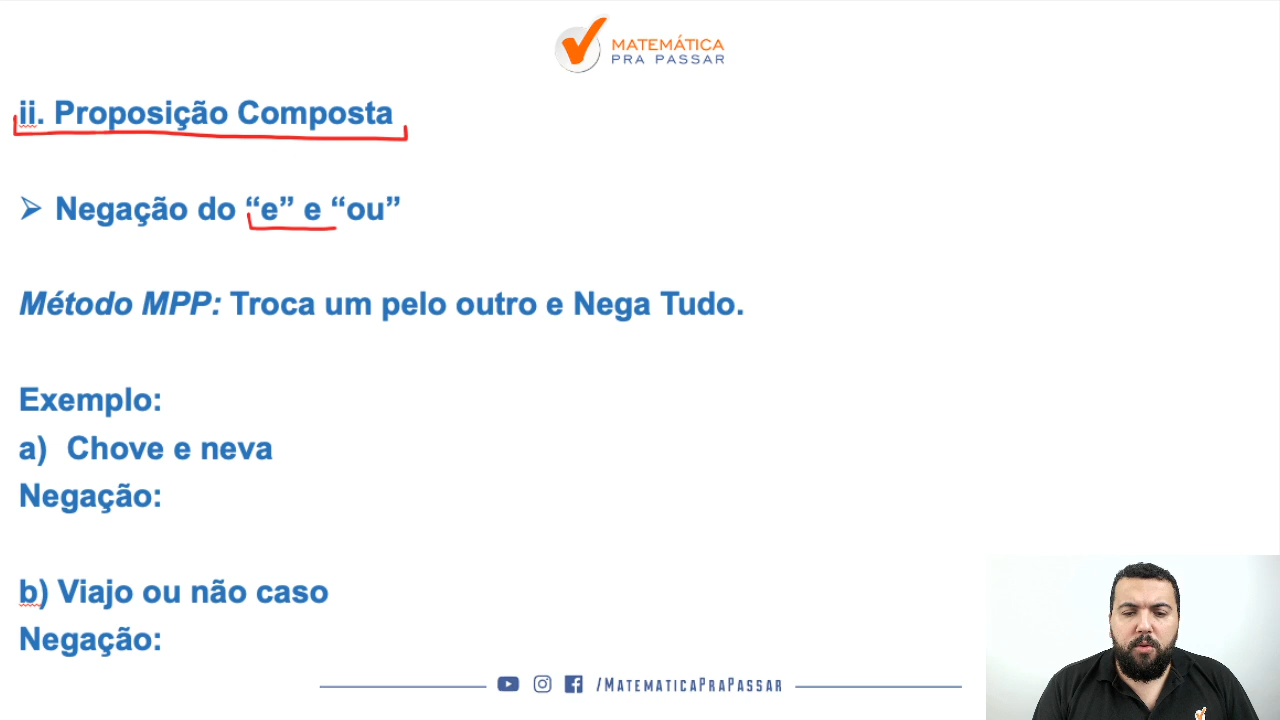 MATEMÁTICA
PRA PASSAR
ii. Proposição Composta
➢ Negação do “e” e “ou”
Método MPP: Troca um pelo outro e Nega Tudo.
Exemplo:
a) Chove e neva
Negação:
b) Viajo ou não caso
Negação:
/MATEMATICAPRAPASSAR